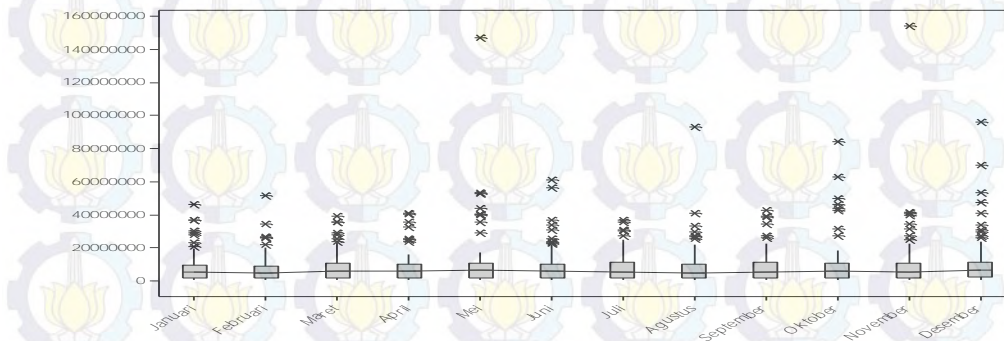 160000000
140000000
120000000
100000000
80000000
60000000
40000000
20000000
0
Januari
Februari
Maret
April
Mei
Juni
Juli
Agustus
September
Oktober
November
Desember